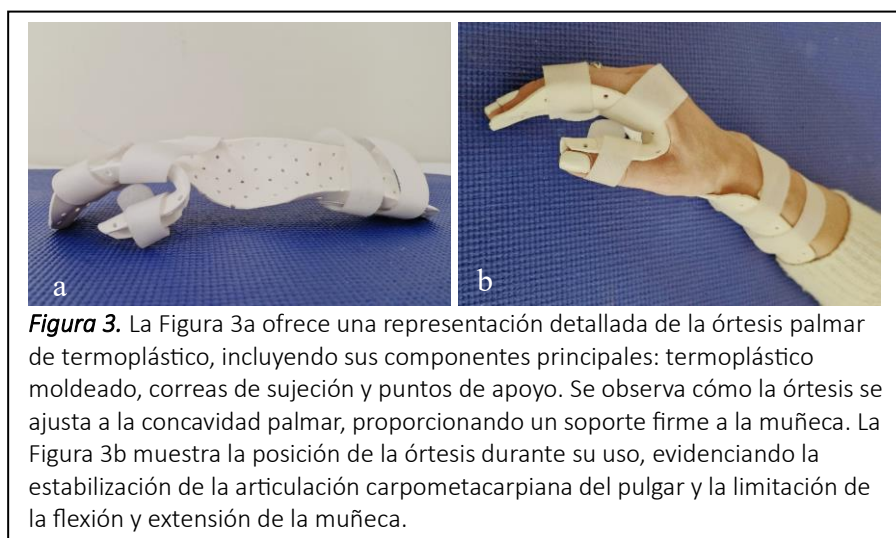 a
b
Figura 3. La Figura 3a ofrece una representación detallada de la órtesis palmar
de termoplástico, incluyendo sus componentes principales: termoplástico
moldeado, correas de sujeción y puntos de apoyo. Se observa cómo la órtesis se
ajusta a la concavidad palmar, proporcionando un soporte firme a la muñeca. La
Figura 3b muestra la posición de la órtesis durante su uso, evidenciando la
estabilización de la articulación carpometacarpiana del pulgar y la limitación de
la flexión y extensión de la muñeca.